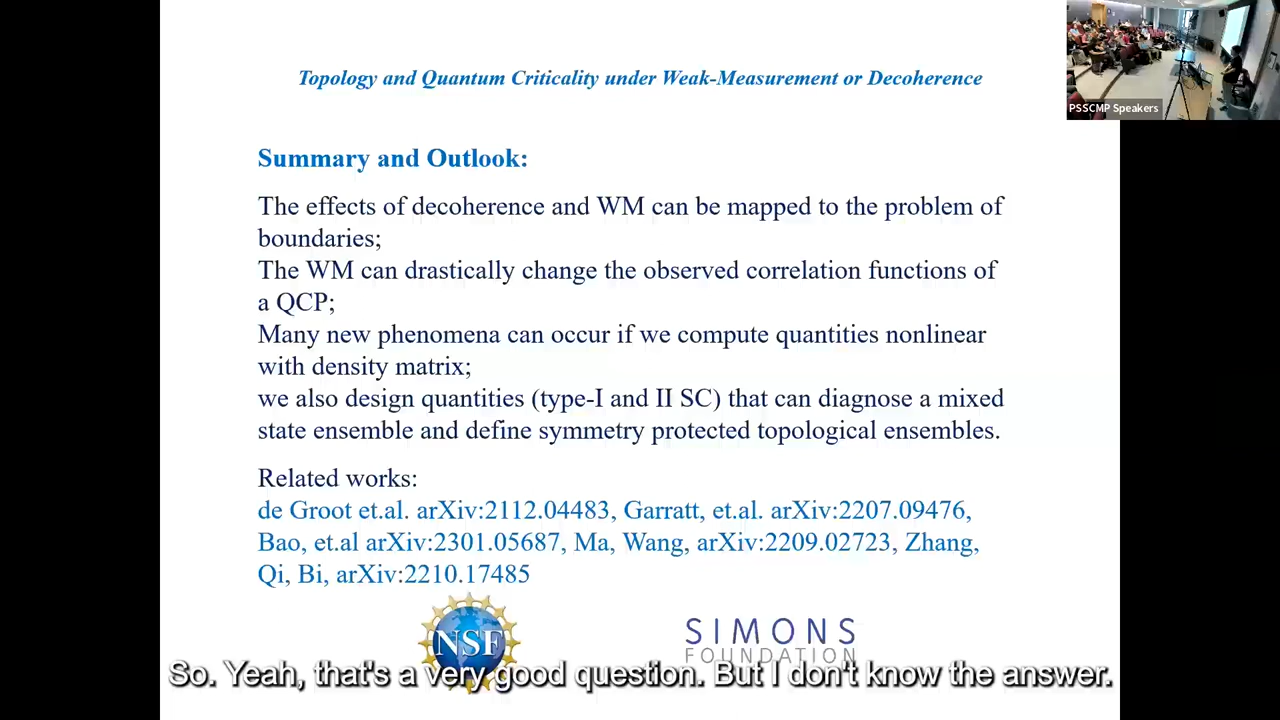 PSSCMP Speakers
Topology and Quantum Criticality under Weak-Measurement or Decoherence
Summary and Outlook:
The effects of decoherence and WM can be mapped to the problem of
boundaries;
The WM can drastically change the observed correlation functions of
a QCP;
Many new phenomena can occur if we compute quantities nonlinear
with density matrix;
we also design quantities (type-I and II SC) that can diagnose a mixed
state ensemble and define symmetry protected topological ensembles.
Related works:
de Groot et.al. arXiv:2112.04483, Garratt, et.al. arXiv:2207.09476,
Bao, et.al arXiv:2301.05687, Ma, Wang, arXiv:2209.02723, Zhang,
Qi, Bi, arXiv:2210.17485
NSF
SIMONS
FOUNDATION
So. Yeah, that's a very good question. But I don't know the answer.